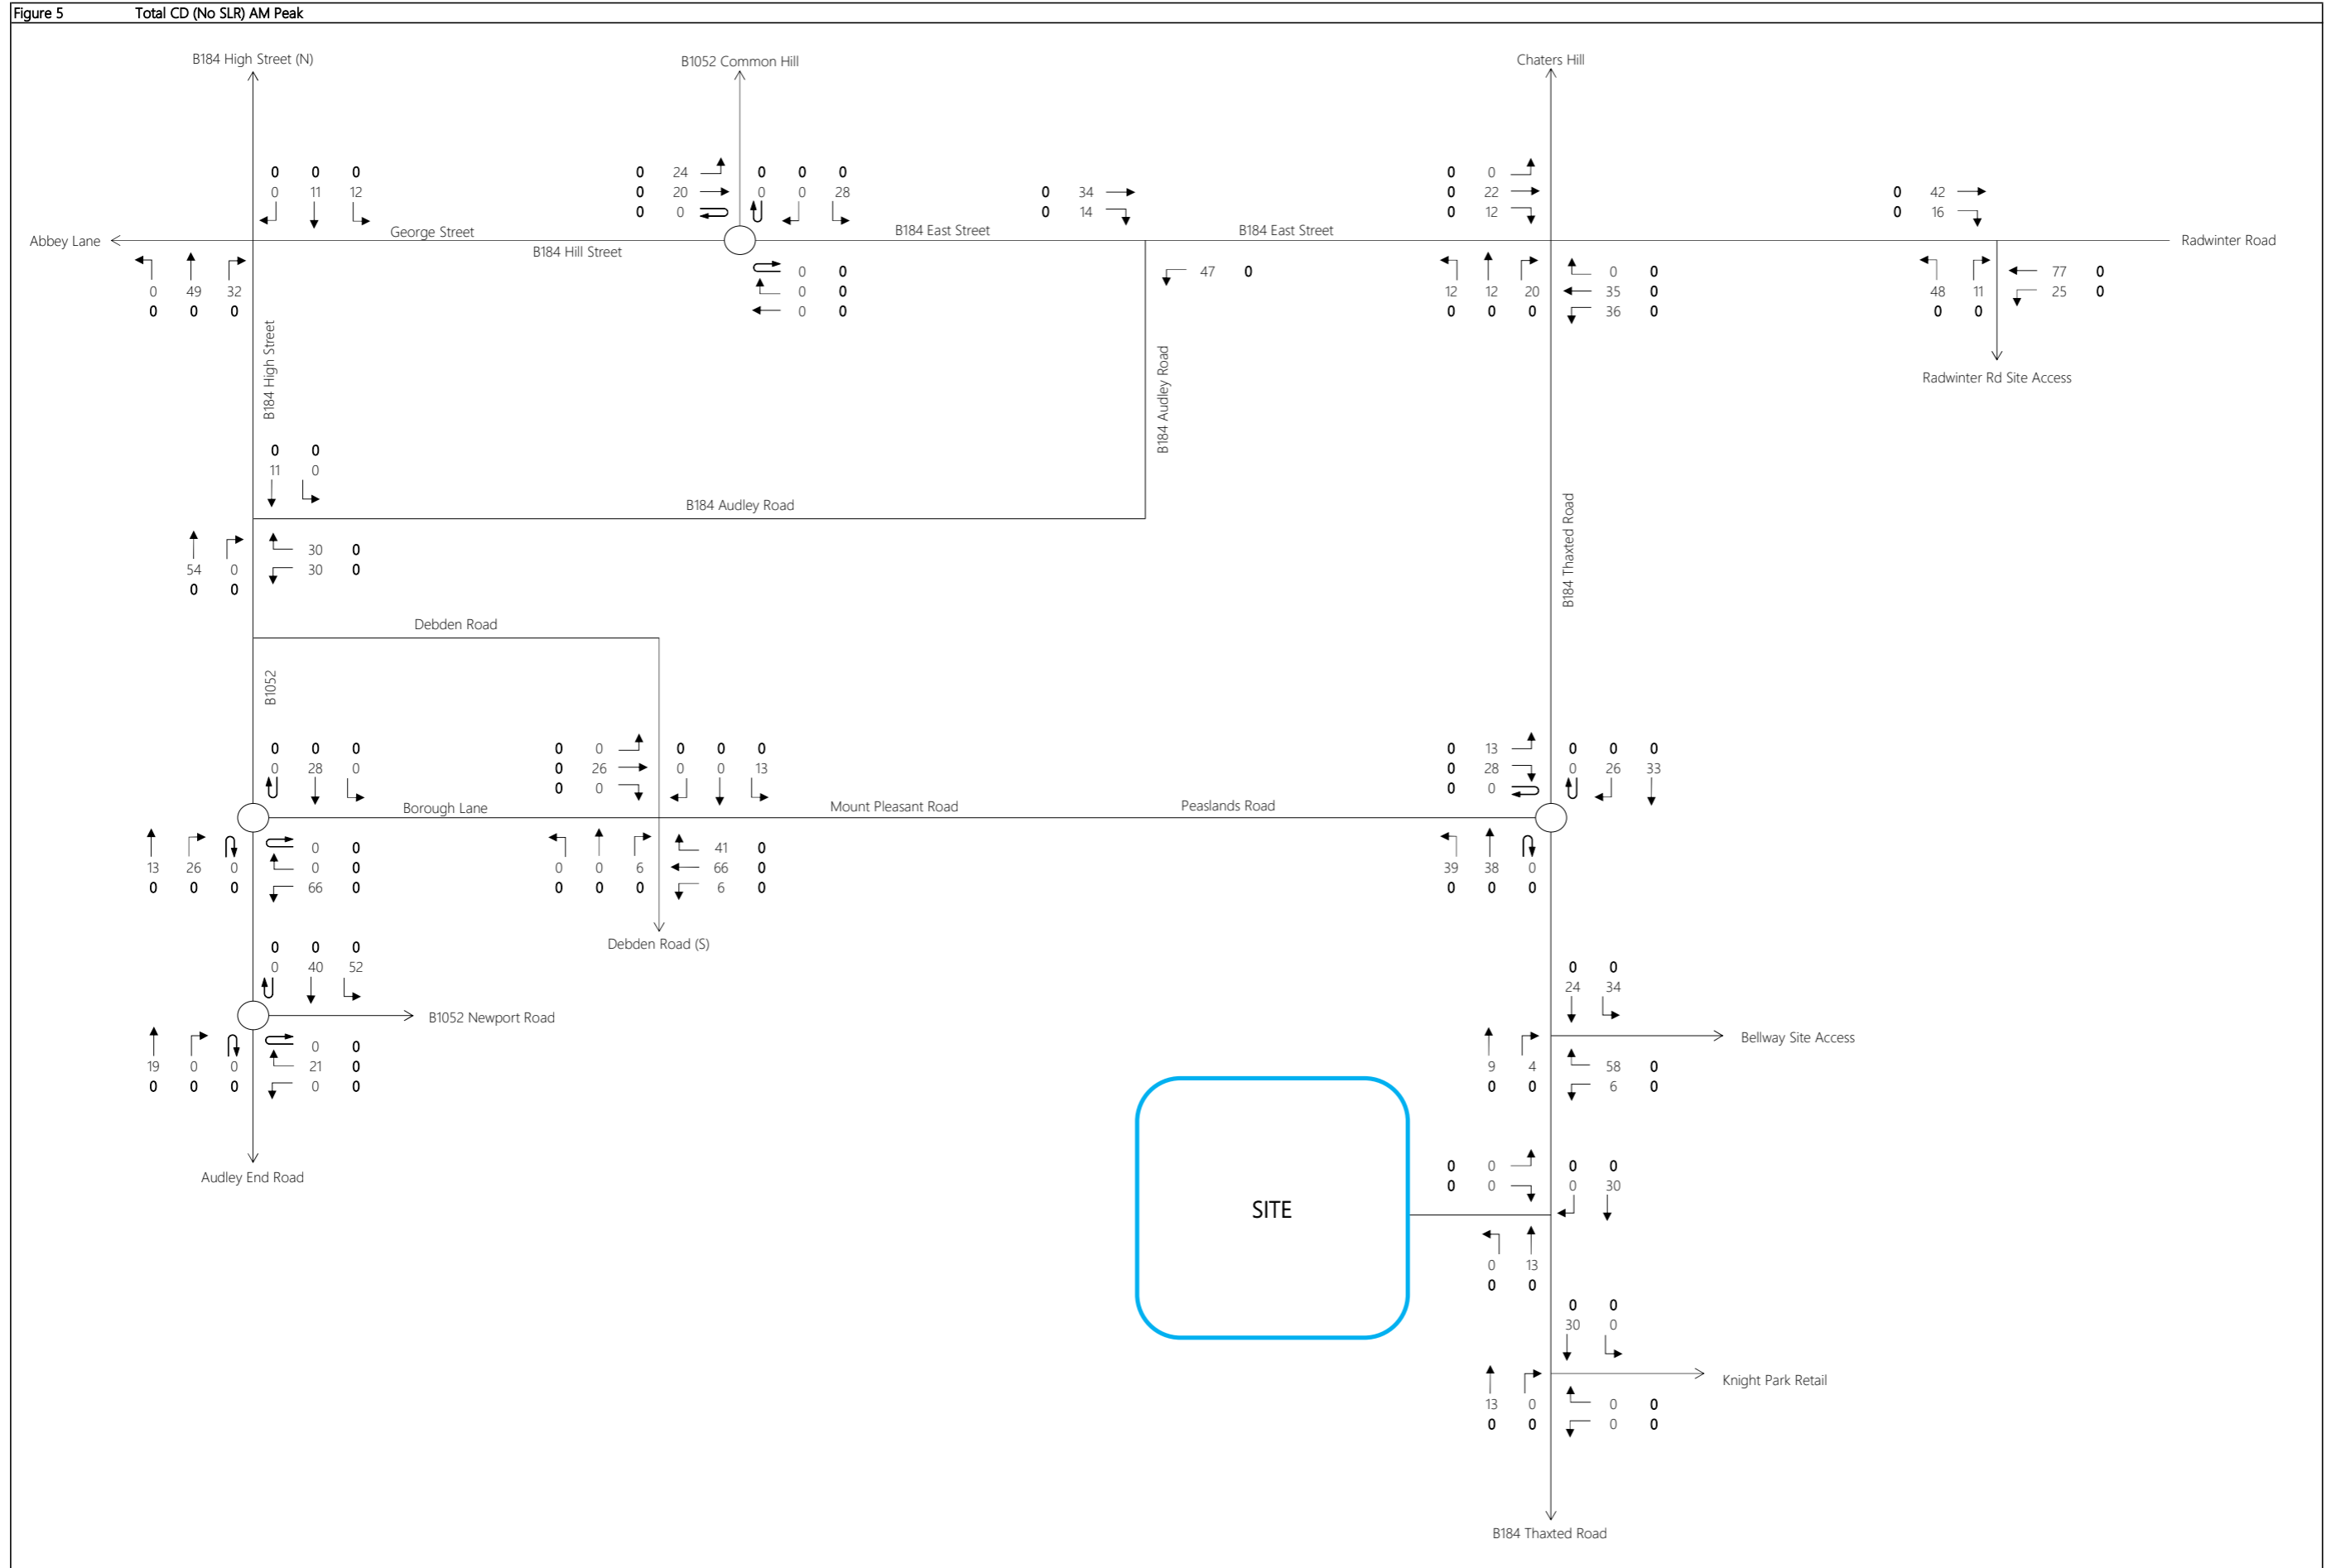 Figure 5 Total CD (No SLR) AM Peak
B184 High Street (N)
B1052 Common Hill
Chaters Hill
0 0 0
0 11 12
0 24
0 20
0 0
0 0 0
0 0 28
0 34
0 14
0 0
0 22
0 12
0 42
0 16
Abbey Lane
George Street
B184 Hill Street
B184 East Street
B184 East Street
Radwinter Road
0 49 32
0 0 0
0 0
0 0
0 0
47 0
12 12 20
0 0 0
0 0
35 0
36 0
48 11
0 0
77 0
25 0
Radwinter Rd Site Access
B184 High Street
B184 Audley Road
0 0
11 0
B184 Audley Road
B184 Thaxted Road
54 0
0 0
30 0
30 0
Debden Road
B1052
0 0 0
0 28 0
0 0
0 26
0 0
0 0 0
0 0 13
0 13
0 28
0 0
0 0 0
0 26 33
Borough Lane
Mount Pleasant Road
Peaslands Road
13 26 0
0 0 0
0 0
0 0
66 0
0 0 6
0 0 0
41 0
66 0
6 0
39 38 0
0 0 0
Debden Road (S)
0 0 0
0 40 52
0 0
24 34
B1052 Newport Road
Bellway Site Access
19 0 0
0 0 0
0 0
21 0
0 0
9 4
0 0
58 0
6 0
Audley End Road
SITE
0 0
0 0
0 0
0 30
0 13
0 0
0 0
30 0
Knight Park Retail
13 0
0 0
0 0
0 0
B184 Thaxted Road